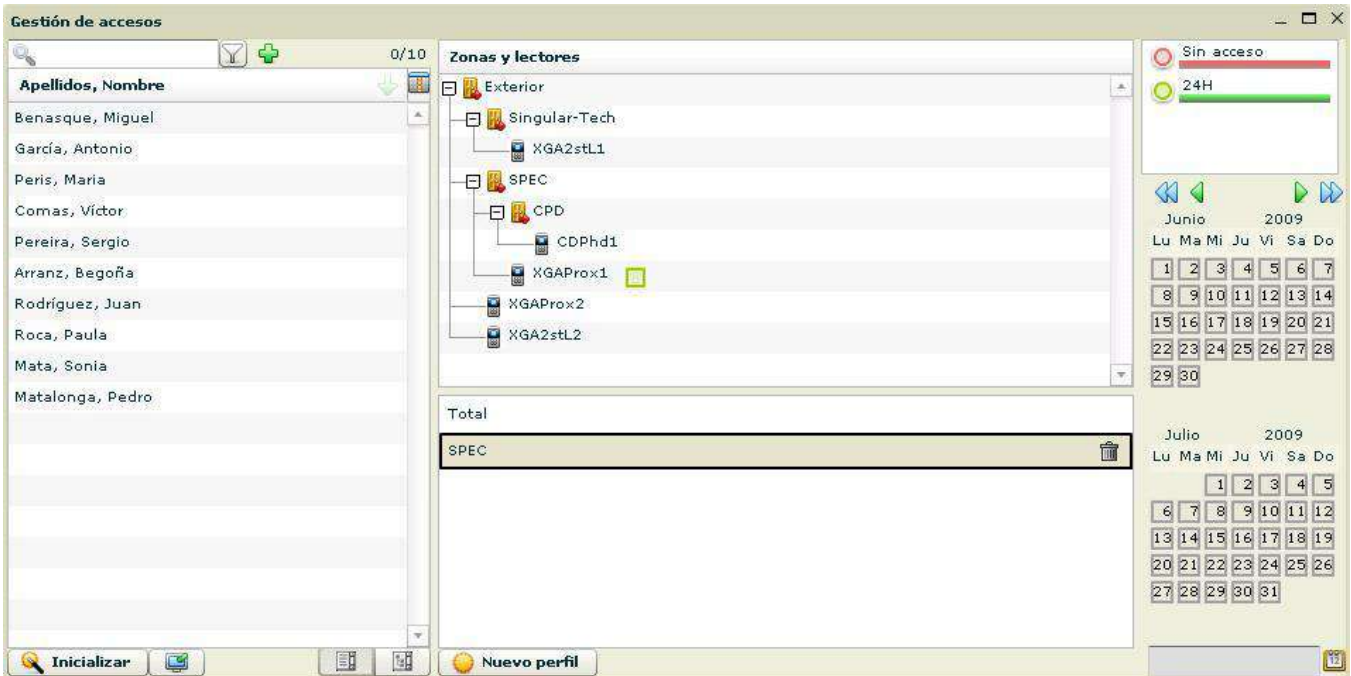 Gestión de accesos
0/10
Apellidos, Nombre
Benasque, Miguel
García, Antonio
Peris, Maria
Comas, Víctor
Pereira, Sergio
Arranz, Begoña
Rodríguez, Juan
Roca, Paula
Mata, Sonia
Matalonga, Pedro
Inicializar
Zonas y lectores
Exterior
Singular-Tech
XGA2stL1
SPEC
CPD
CDPhd1
XGAProx1
XGAProx2
XGA2stL2
Total
SPEC
Nuevo perfil
Sin acceso
24H
Junio 2009
Lu Ma Mi Ju Vi Sa Do
1 2 3 4 5 6 7
8 9 10 11 12 13 14
15 16 17 18 19 20 21
22 23 24 25 26 27 28
29 30
Julio 2009
Lu Ma Mi Ju Vi Sa Do
1 2 3 4 5
6 7 8 9 10 11 12
13 14 15 16 17 18 19
20 21 22 23 24 25 26
27 28 29 30 31
12